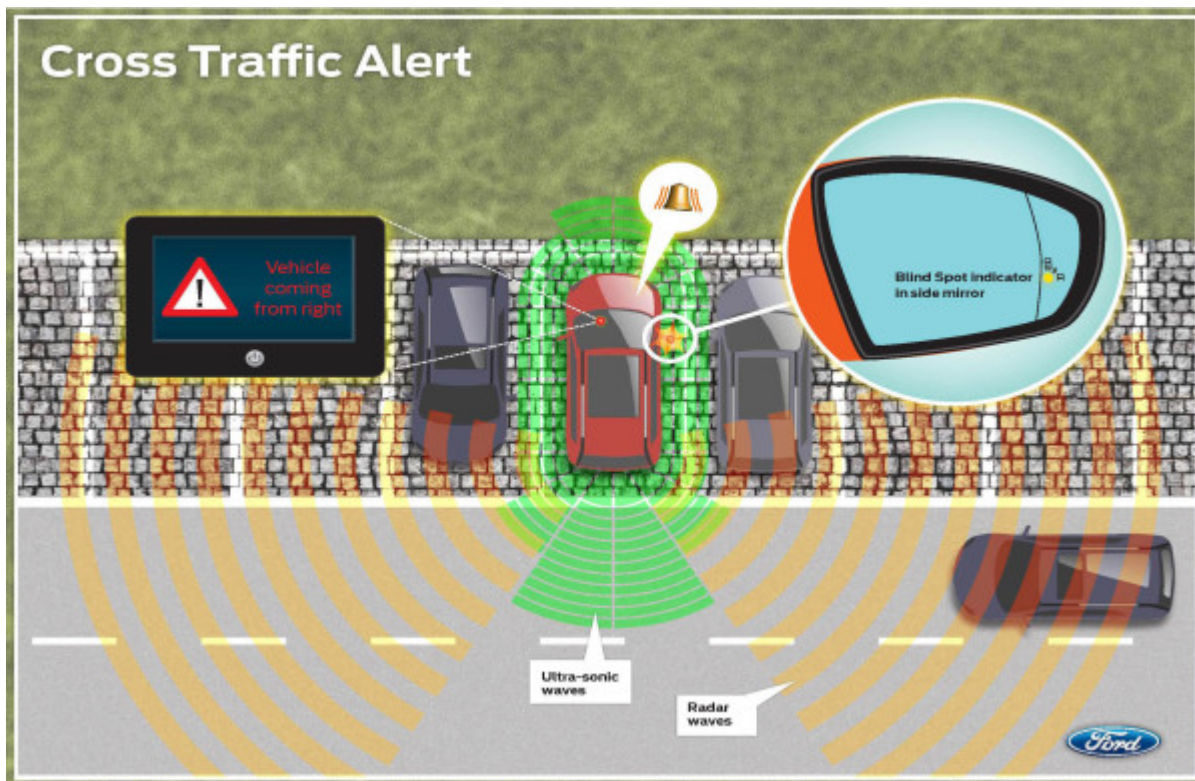 Cross Traffic Alert
Vehicle
coming
from right
Blind Spot indicator
in side mirror
Ultra-sonic
waves
Radar
waves
Ford